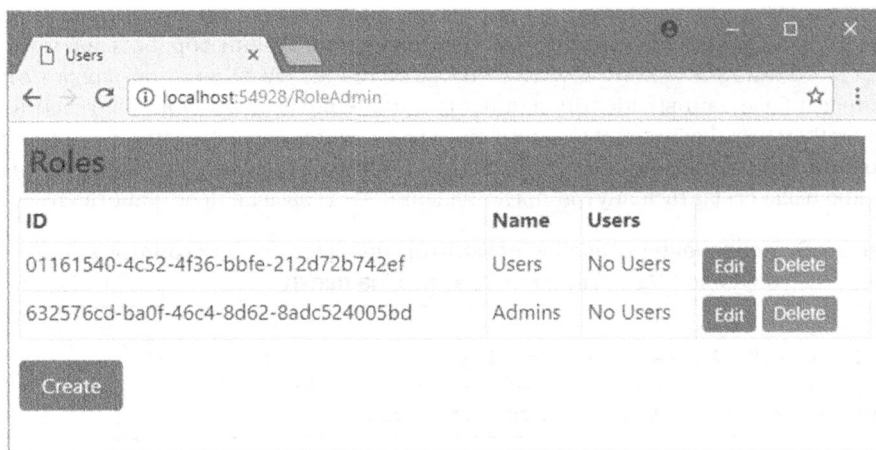 Users
localhost:54928/RoleAdmin
Roles
ID Name Users
01161540-4c52-4f36-bbfe-212d72b742ef Users No Users Edit Delete
632576cd-ba0f-46c4-8d62-8adc524005bd Admins No Users Edit Delete
Create